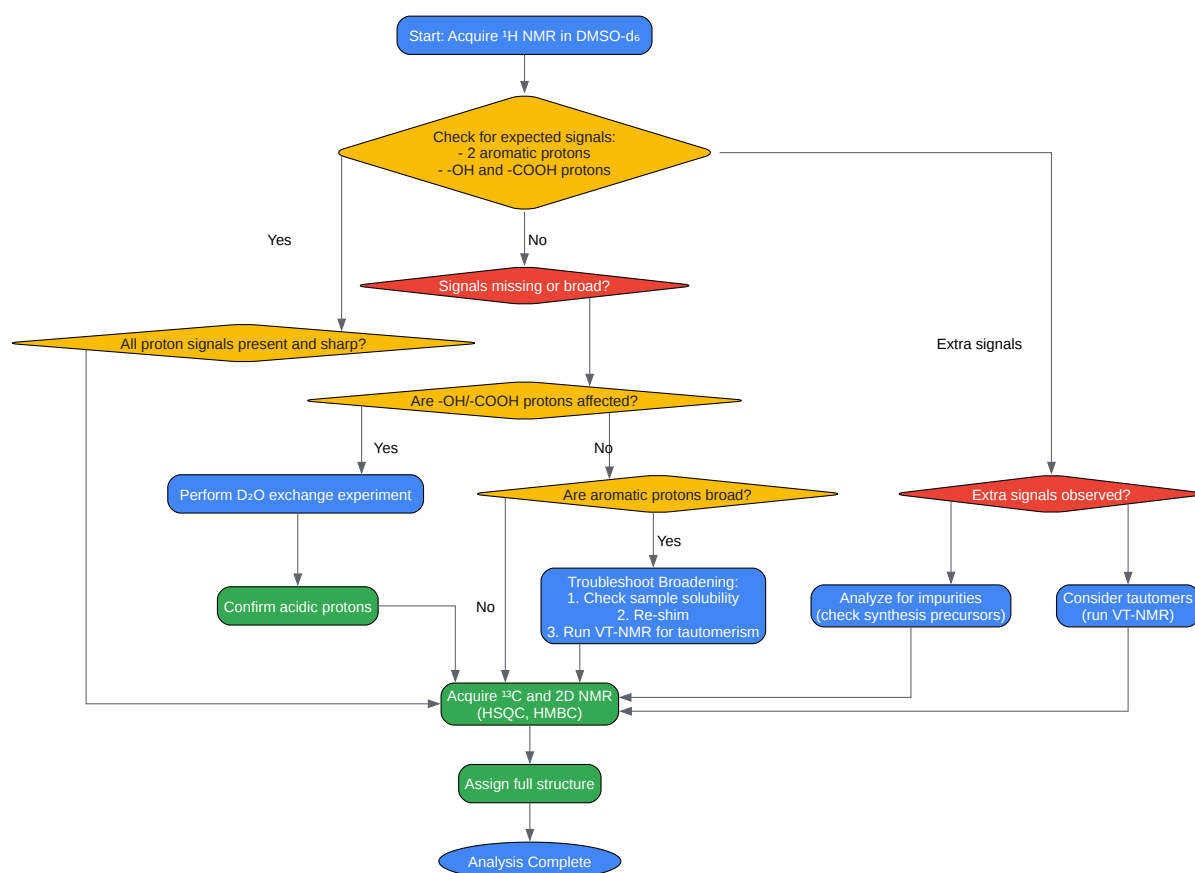 Start: Acquire ¹H NMR in DMSO-d₆
Check for expected signals:
- 2 aromatic protons
- -OH and -COOH protons
Yes
No
Signals missing or broad?
All proton signals present and sharp?
Extra signals
Are -OH/-COOH protons affected?
Yes
No
Perform D₂O exchange experiment
Are aromatic protons broad?
Extra signals observed?
Yes
Confirm acidic protons
No
Troubleshoot Broadening:
1. Check sample solubility
2. Re-shim
3. Run VT-NMR for tautomerism
Analyze for impurities
(check synthesis precursors)
Consider tautomers
(run VT-NMR)
Acquire ¹³C and 2D NMR
(HSQC, HMBC)
Assign full structure
Analysis Complete